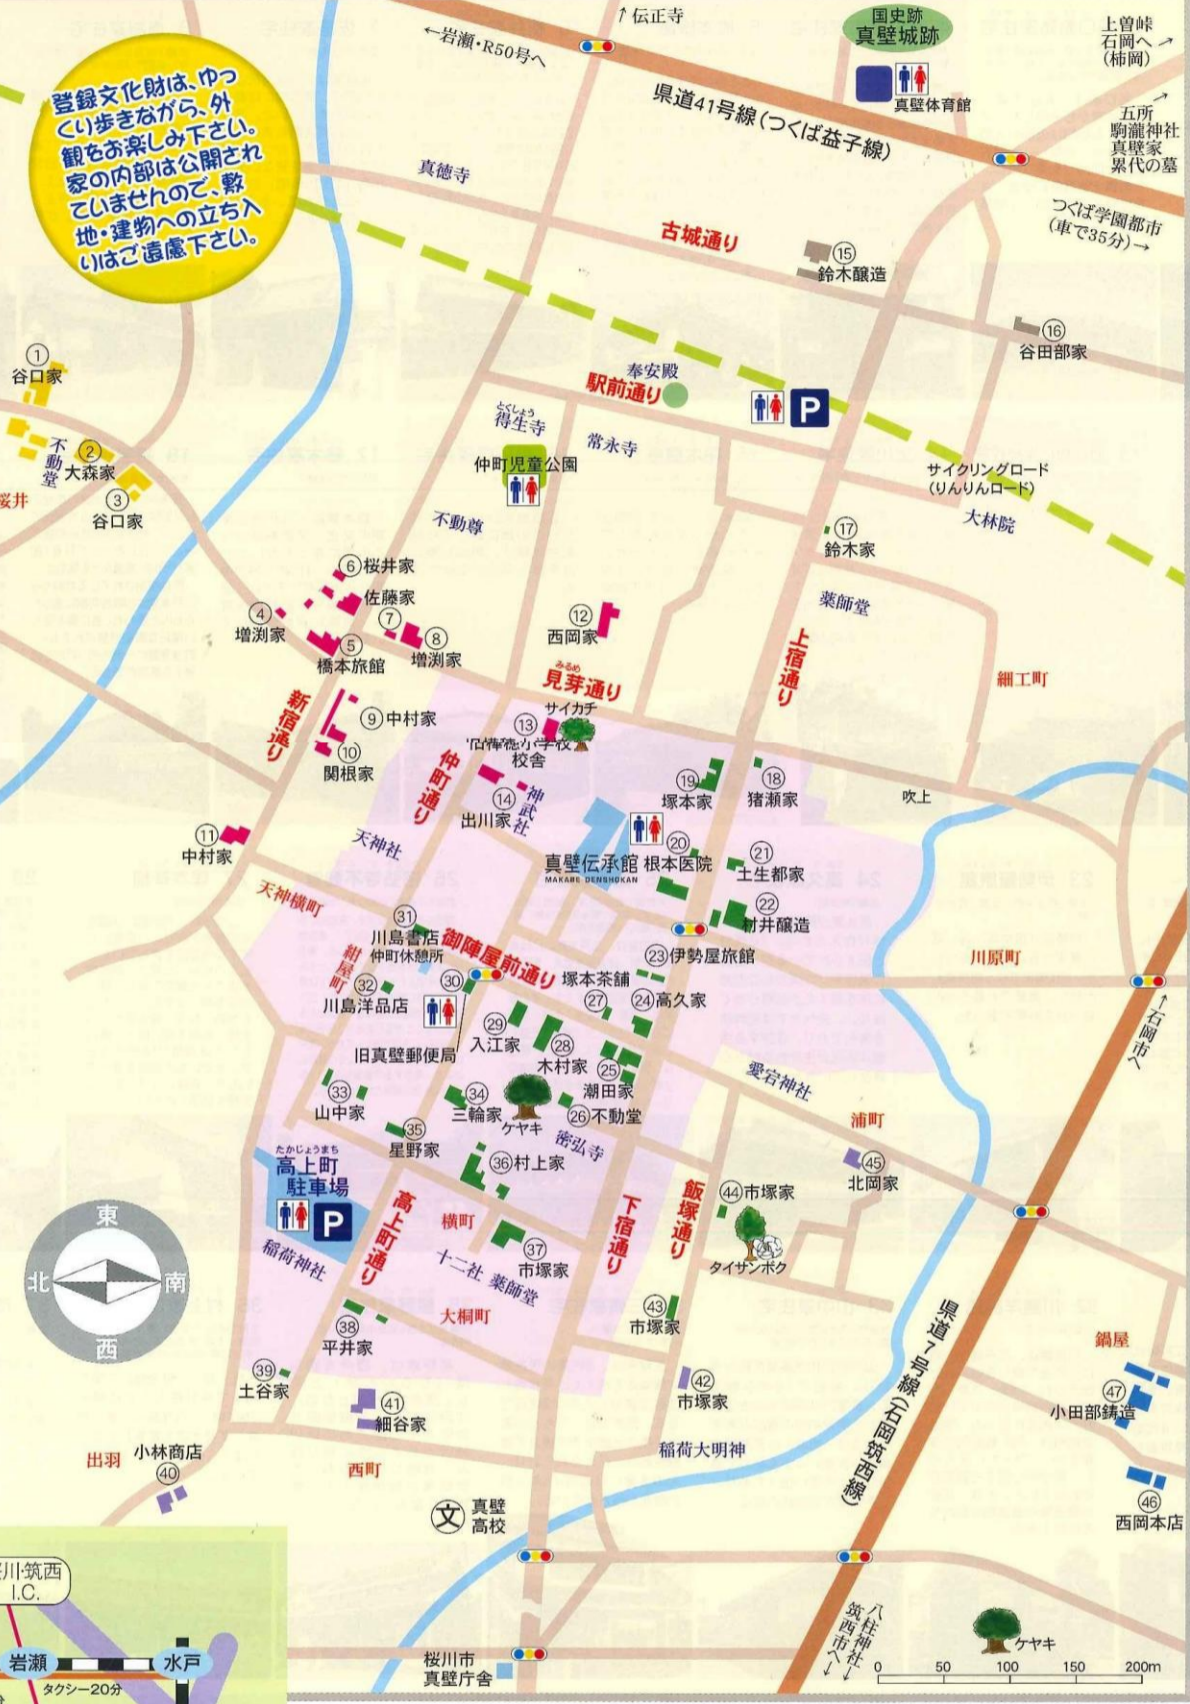 ↑伝正寺
←岩瀬・R50号へ
国史跡
真壁城跡
真壁体育館
上曽峠
石岡へ
(柿岡)
五所
駒瀧神社
真壁家
累代の墓
登録文化財は、ゆっ
くり歩きながら、外
観をお楽しみ下さい。
家の内部は公開され
ていませんので、敷
地・建物への立ち入
りはご遠慮下さい。
県道41号線(つくば益子線)
真徳寺
つくば学園都市
(車で35分)→
古城通り
⑮
鈴木醸造
⑯
谷田部家
①
谷口家
不動堂
②
大森家
③
谷口家
桜井
奉安殿
駅前通り
P
とくしょう
得生寺
常永寺
仲町児童公園
不動尊
サイクリングロード
(りんりんロード)
大林院
⑰
鈴木家
薬師堂
上宿通り
細工町
⑥桜井家
佐藤家
④
増渕家
⑦
⑧
増渕家
⑤
橋本旅館
⑫
西岡家
みるめ
見芽通り
サイカチ
新宿通り
⑨中村家
⑩
関根家
⑬
校舎
仲町通り
⑭
出川家
神武社
⑲
塚本家
⑱
猪瀬家
吹上
⑪
中村家
天神社
真壁伝承館
MAKABE DENSHOKAN
⑳
根本医院
㉑
土生都家
㉒
村井醸造
天神横町
㉛
川島書店
仲町休憩所
御陣屋前通り
紺屋町
㉜
川島洋品店
㉚
旧真壁郵便局
塚本茶舗
㉗
㉓伊勢屋旅館
㉔高久家
川原町
↑石岡市へ
㉙
入江家
㉘
木村家
㉕
潮田家
愛宕神社
㉝
山中家
㉞
三輪家
ケヤキ
㉖不動堂
密弘寺
浦町
㉟
星野家
㊱村上家
㊺
北岡家
たかじょうまち
高上町
駐車場
P
稲荷神社
高上町通り
横町
十二社
薬師堂
㊲
市塚家
下宿通り
飯塚通り
㊹市塚家
タイサンボク
東
北
南
西
大桐町
㊳
平井家
㊴
土谷家
㊶
細谷家
㊸
市塚家
㊷
市塚家
県道7号線(石岡筑西線)
鍋屋
㊼
小田部鋳造
㊻
西岡本店
出羽
小林商店
㊵
西町
稲荷大明神
文
真壁
高校
川・筑西
I.C.
岩瀬
水戸
タクシー20分
桜川市
真壁庁舎
八柱神社↓
筑西市へ↓
ケヤキ
0 50 100 150 200m